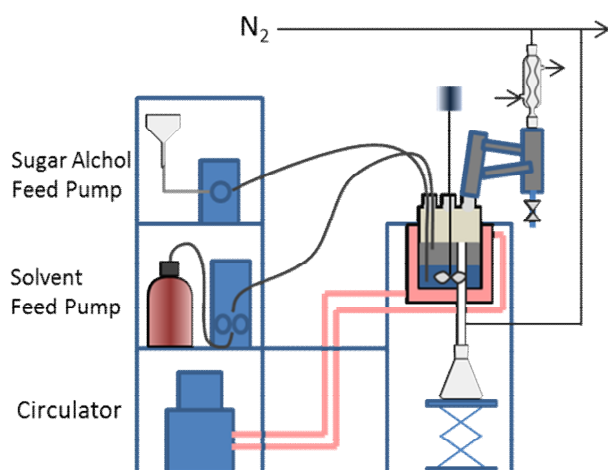 N₂
Sugar Alchol
Feed Pump
Solvent
Feed Pump
Circulator